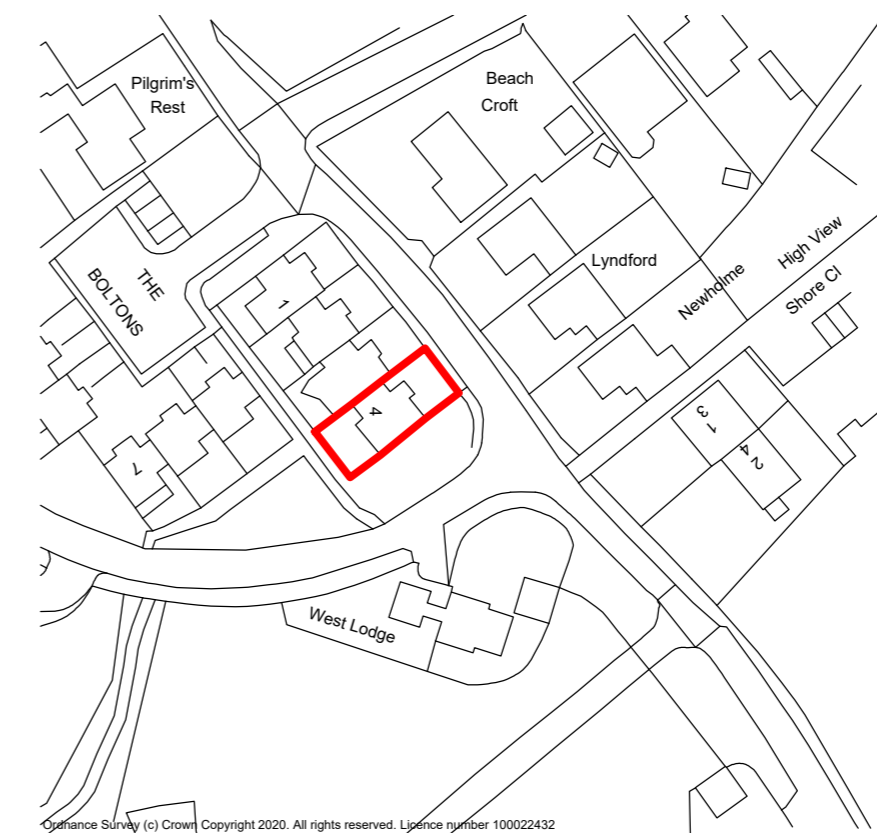 Pilgrim's
Rest
Beach
Croft
Lyndford
Newholme
High View
Shore Cl
THE
BOLTONS
1
4
7
1
3
2
4
West Lodge
Ordnance Survey (c) Crown Copyright 2020. All rights reserved. Licence number 100022432